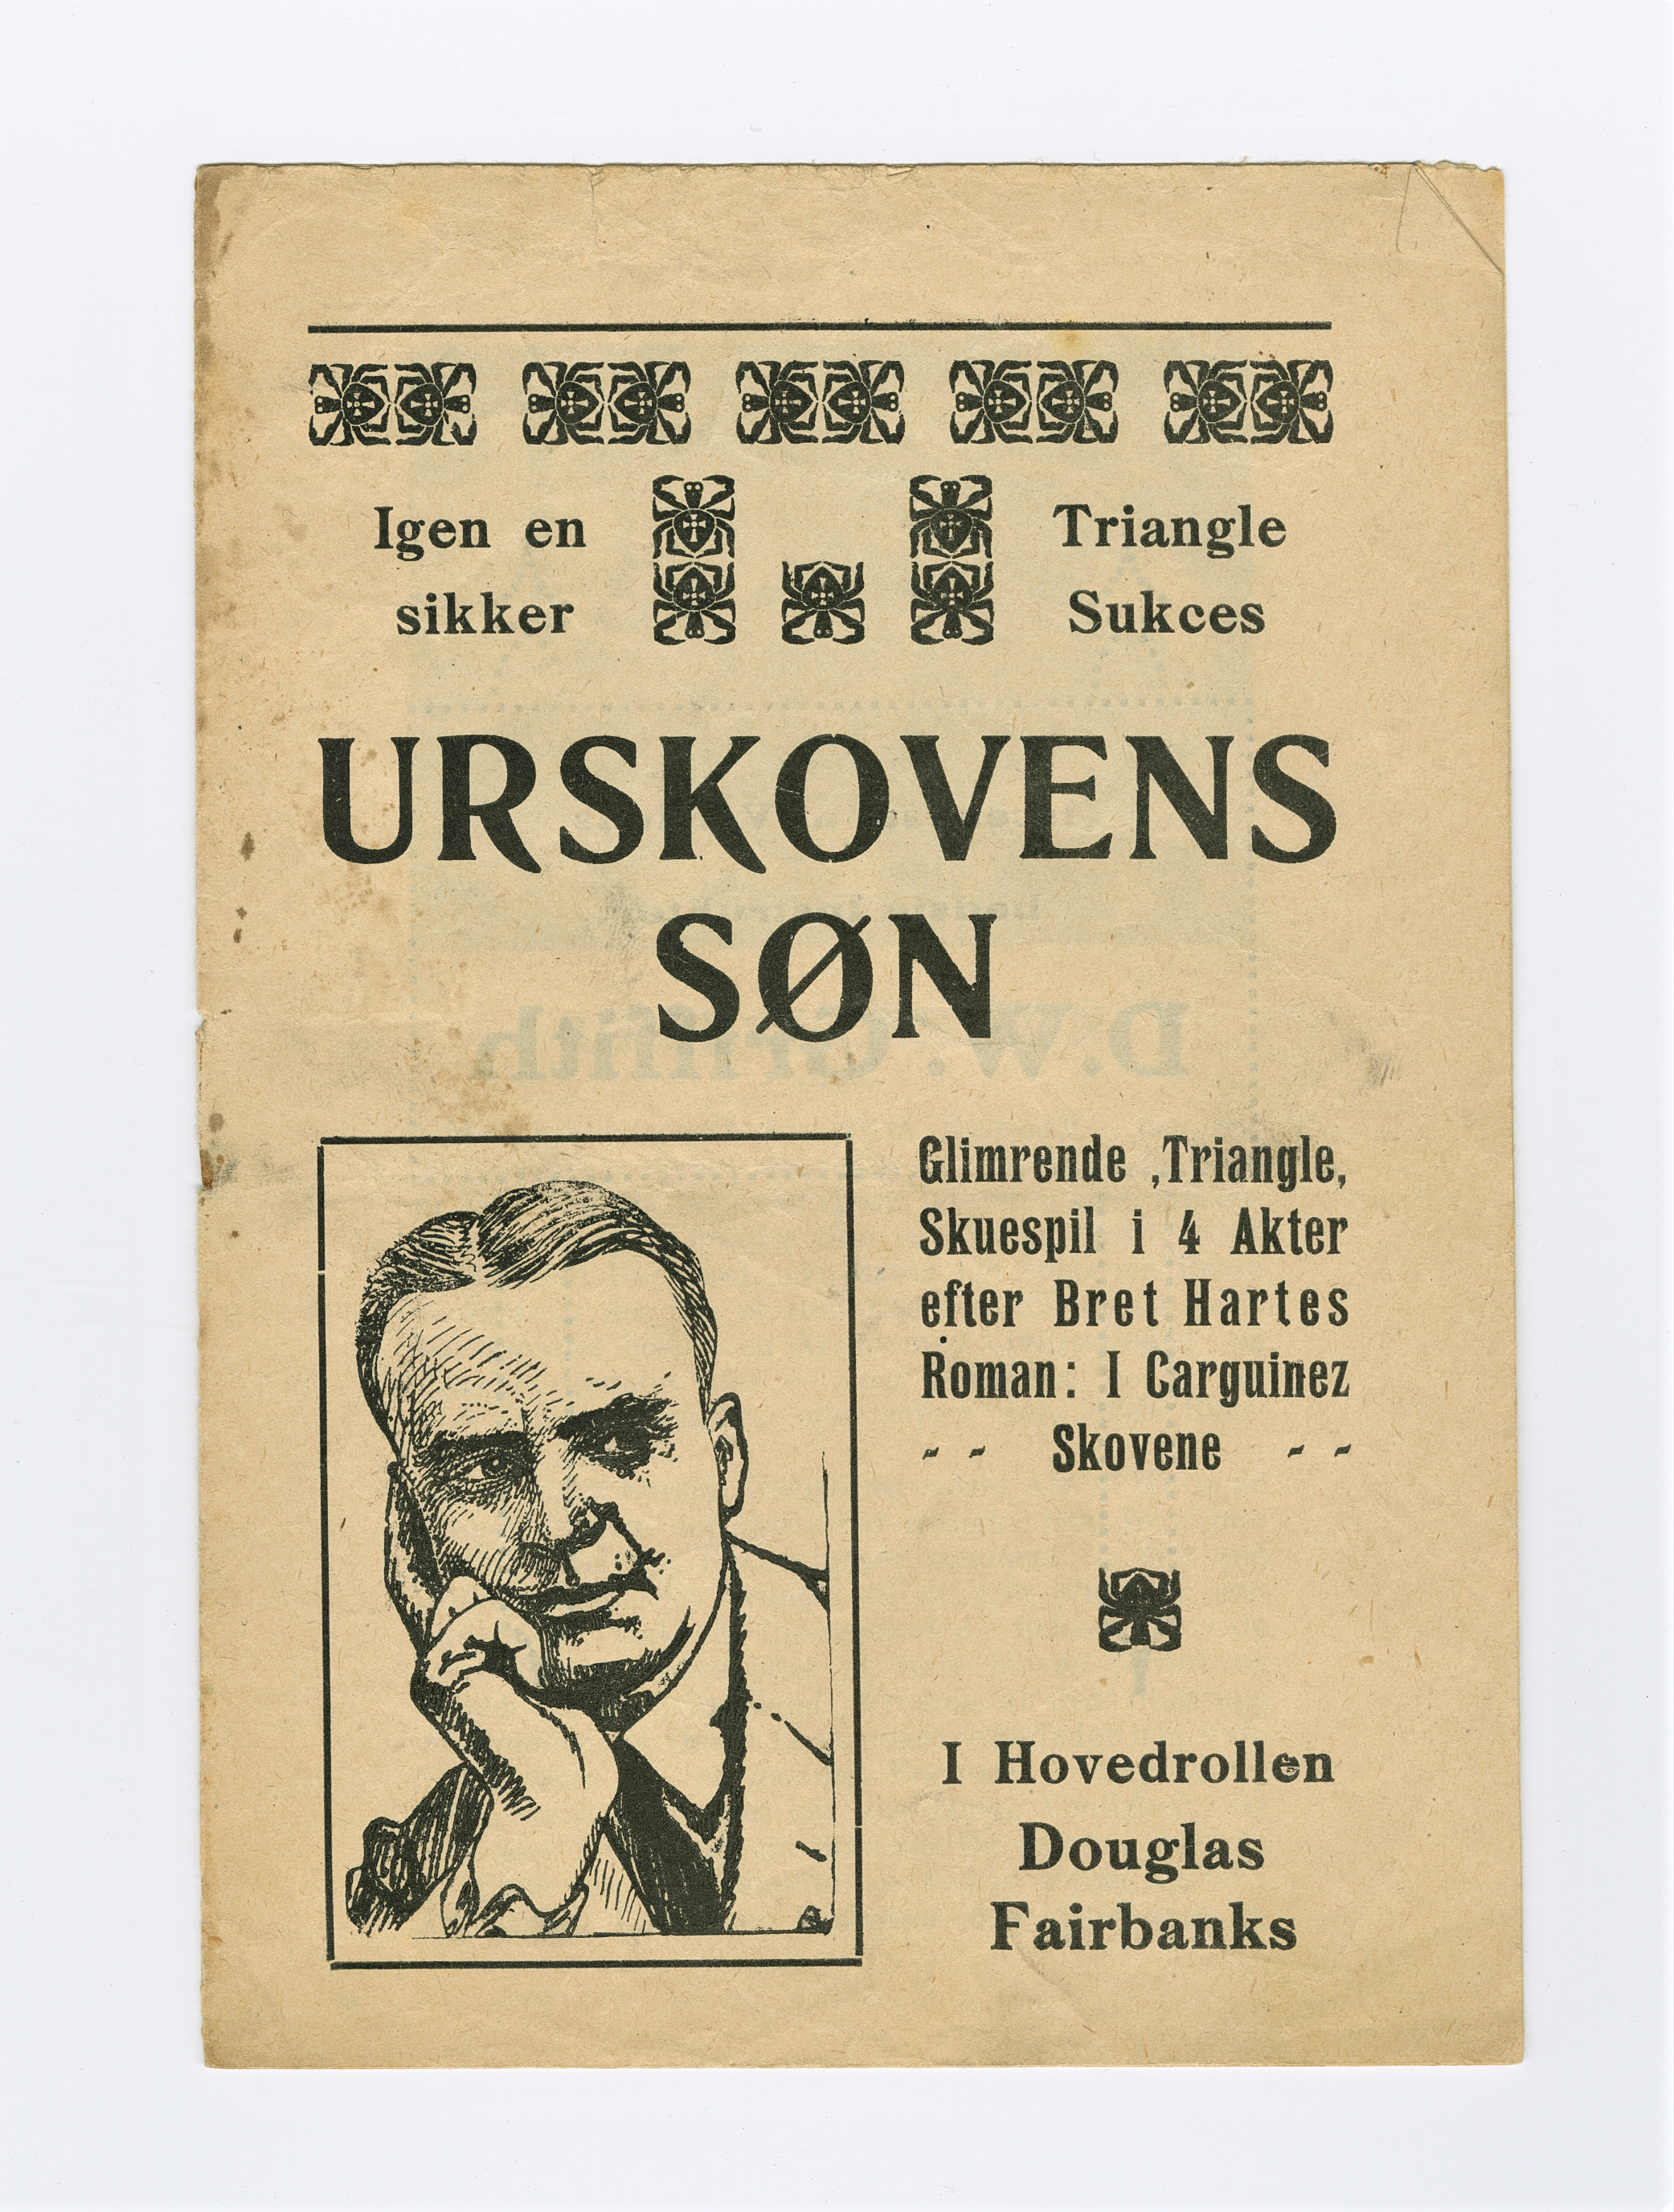 Igen en
sikker
Triangle
Sukces
URSKOVENS
SØN
Glimrende ‚Triangle,
Skuespil i 4 Akter
efter Bret Hartes
Roman: I Carguinez
- - Skovene - -
I Hovedrollen
Douglas
Fairbanks
D.W. Griffith